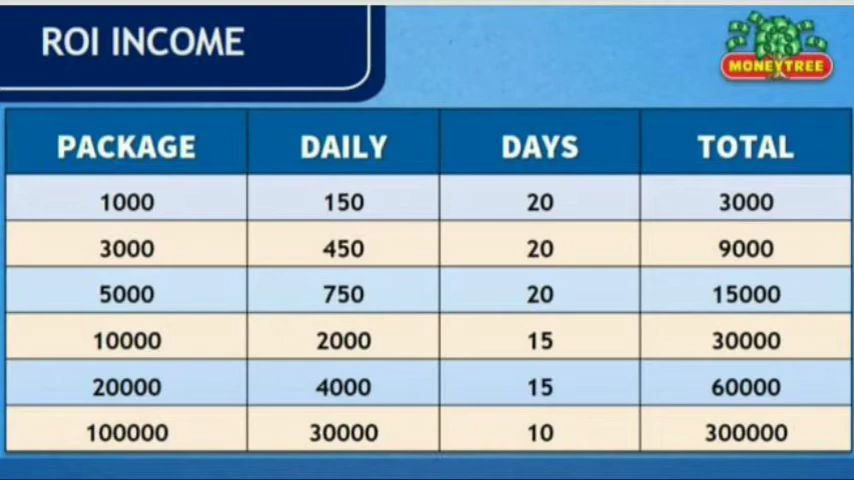 ROI INCOME
MONEYTREE
PACKAGE DAILY DAYS TOTAL
1000 150 20 3000
3000 450 20 9000
5000 750 20 15000
10000 2000 15 30000
20000 4000 15 60000
100000 30000 10 300000